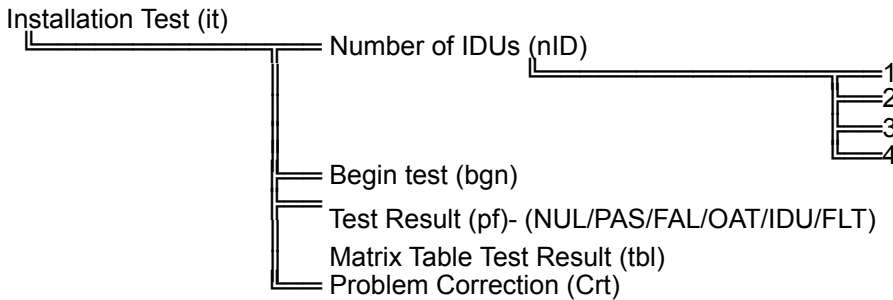 Installation Test (it)
Number of IDUs (nID)
1
2
3
4
Begin test (bgn)
Test Result (pf)- (NUL/PAS/FAL/OAT/IDU/FLT)
Matrix Table Test Result (tbl)
Problem Correction (Crt)